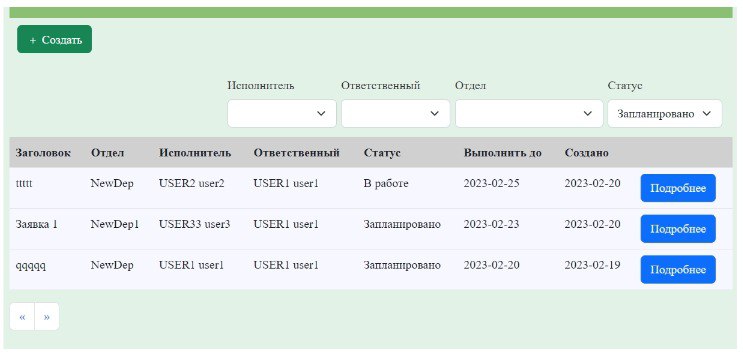 + Создать
Исполнитель Ответственный Отдел Статус
Запланировано
Заголовок Отдел Исполнитель Ответственный Статус Выполнить до Создано
ttttt NewDep USER2 user2 USER1 user1 В работе 2023-02-25 2023-02-20 Подробнее
Заявка 1 NewDep1 USER33 user3 USER1 user1 Запланировано 2023-02-23 2023-02-20 Подробнее
qqqqq NewDep USER1 user1 USER1 user1 Запланировано 2023-02-20 2023-02-19 Подробнее
« »